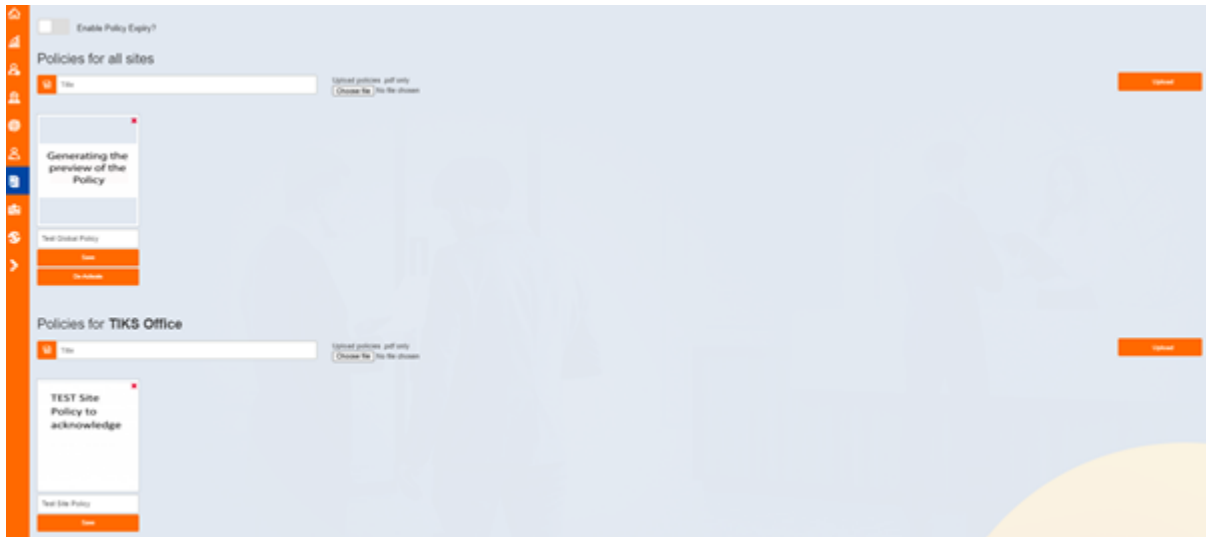 Enable Policy Expiry?
Policies for all sites
Title
Upload policies .pdf only
Choose file No file chosen
Upload
Generating the
preview of the
Policy
Test Global Policy
Save
De-Activate
Policies for TIKS Office
Title
Upload policies .pdf only
Choose file No file chosen
Upload
TEST Site
Policy to
acknowledge
Test Site Policy
Save